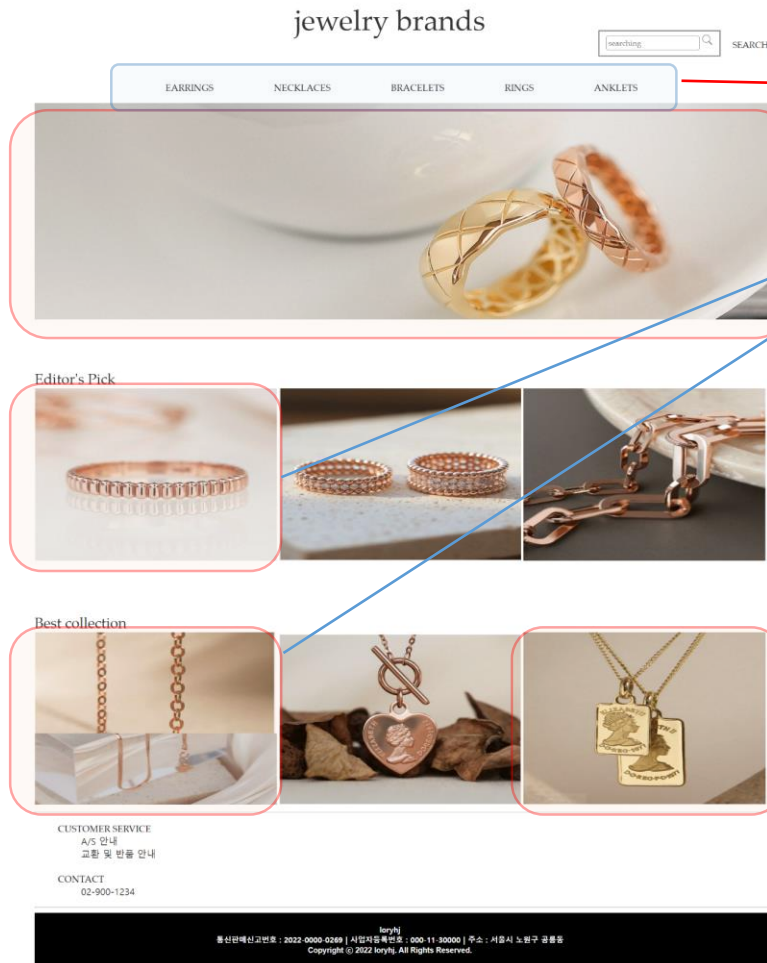 jewelry brands
searching
SEARCH
EARRINGS NECKLACES BRACELETS RINGS ANKLETS
Editor's Pick
Best collection
CUSTOMER SERVICE
A/S 안내
교환 및 반품 안내
CONTACT
02-900-1234
loryhj
통신판매신고번호 : 2022-0000-0269 | 사업자등록번호 : 000-11-30000 | 주소 : 서울시 노원구 공릉동
Copyright ⓒ 2022 loryhj. All Rights Reserved.